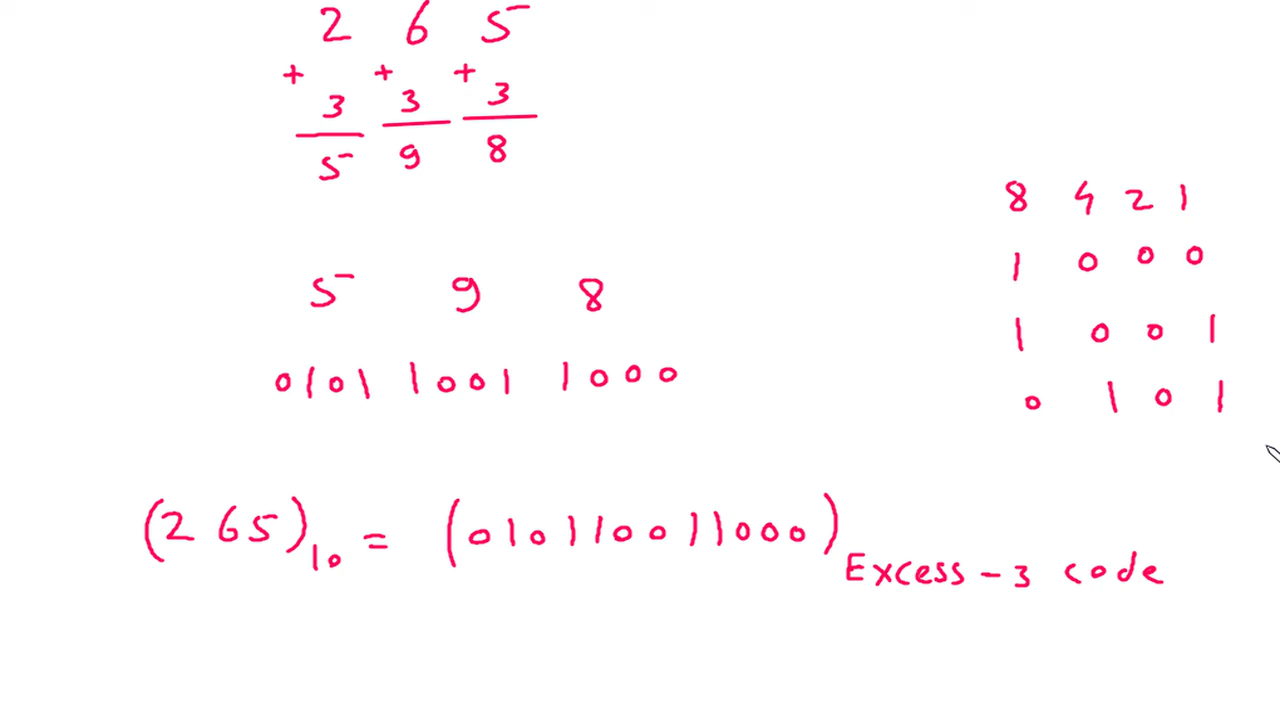 2 6 5
+ + +
3 3 3
5 9 8
8 4 2 1
1 0 0 0
5 9 8
1 0 0 1
0101 1001 1000
0 1 0 1
(265)10 = (010110011000)Excess-3 code